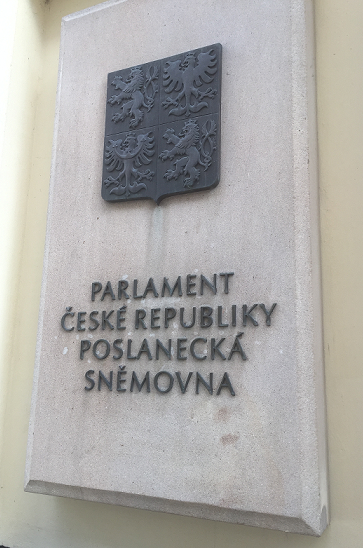 PARLAMENT
ČESKÉ REPUBLIKY
POSLANECKÁ
SNĚMOVNA